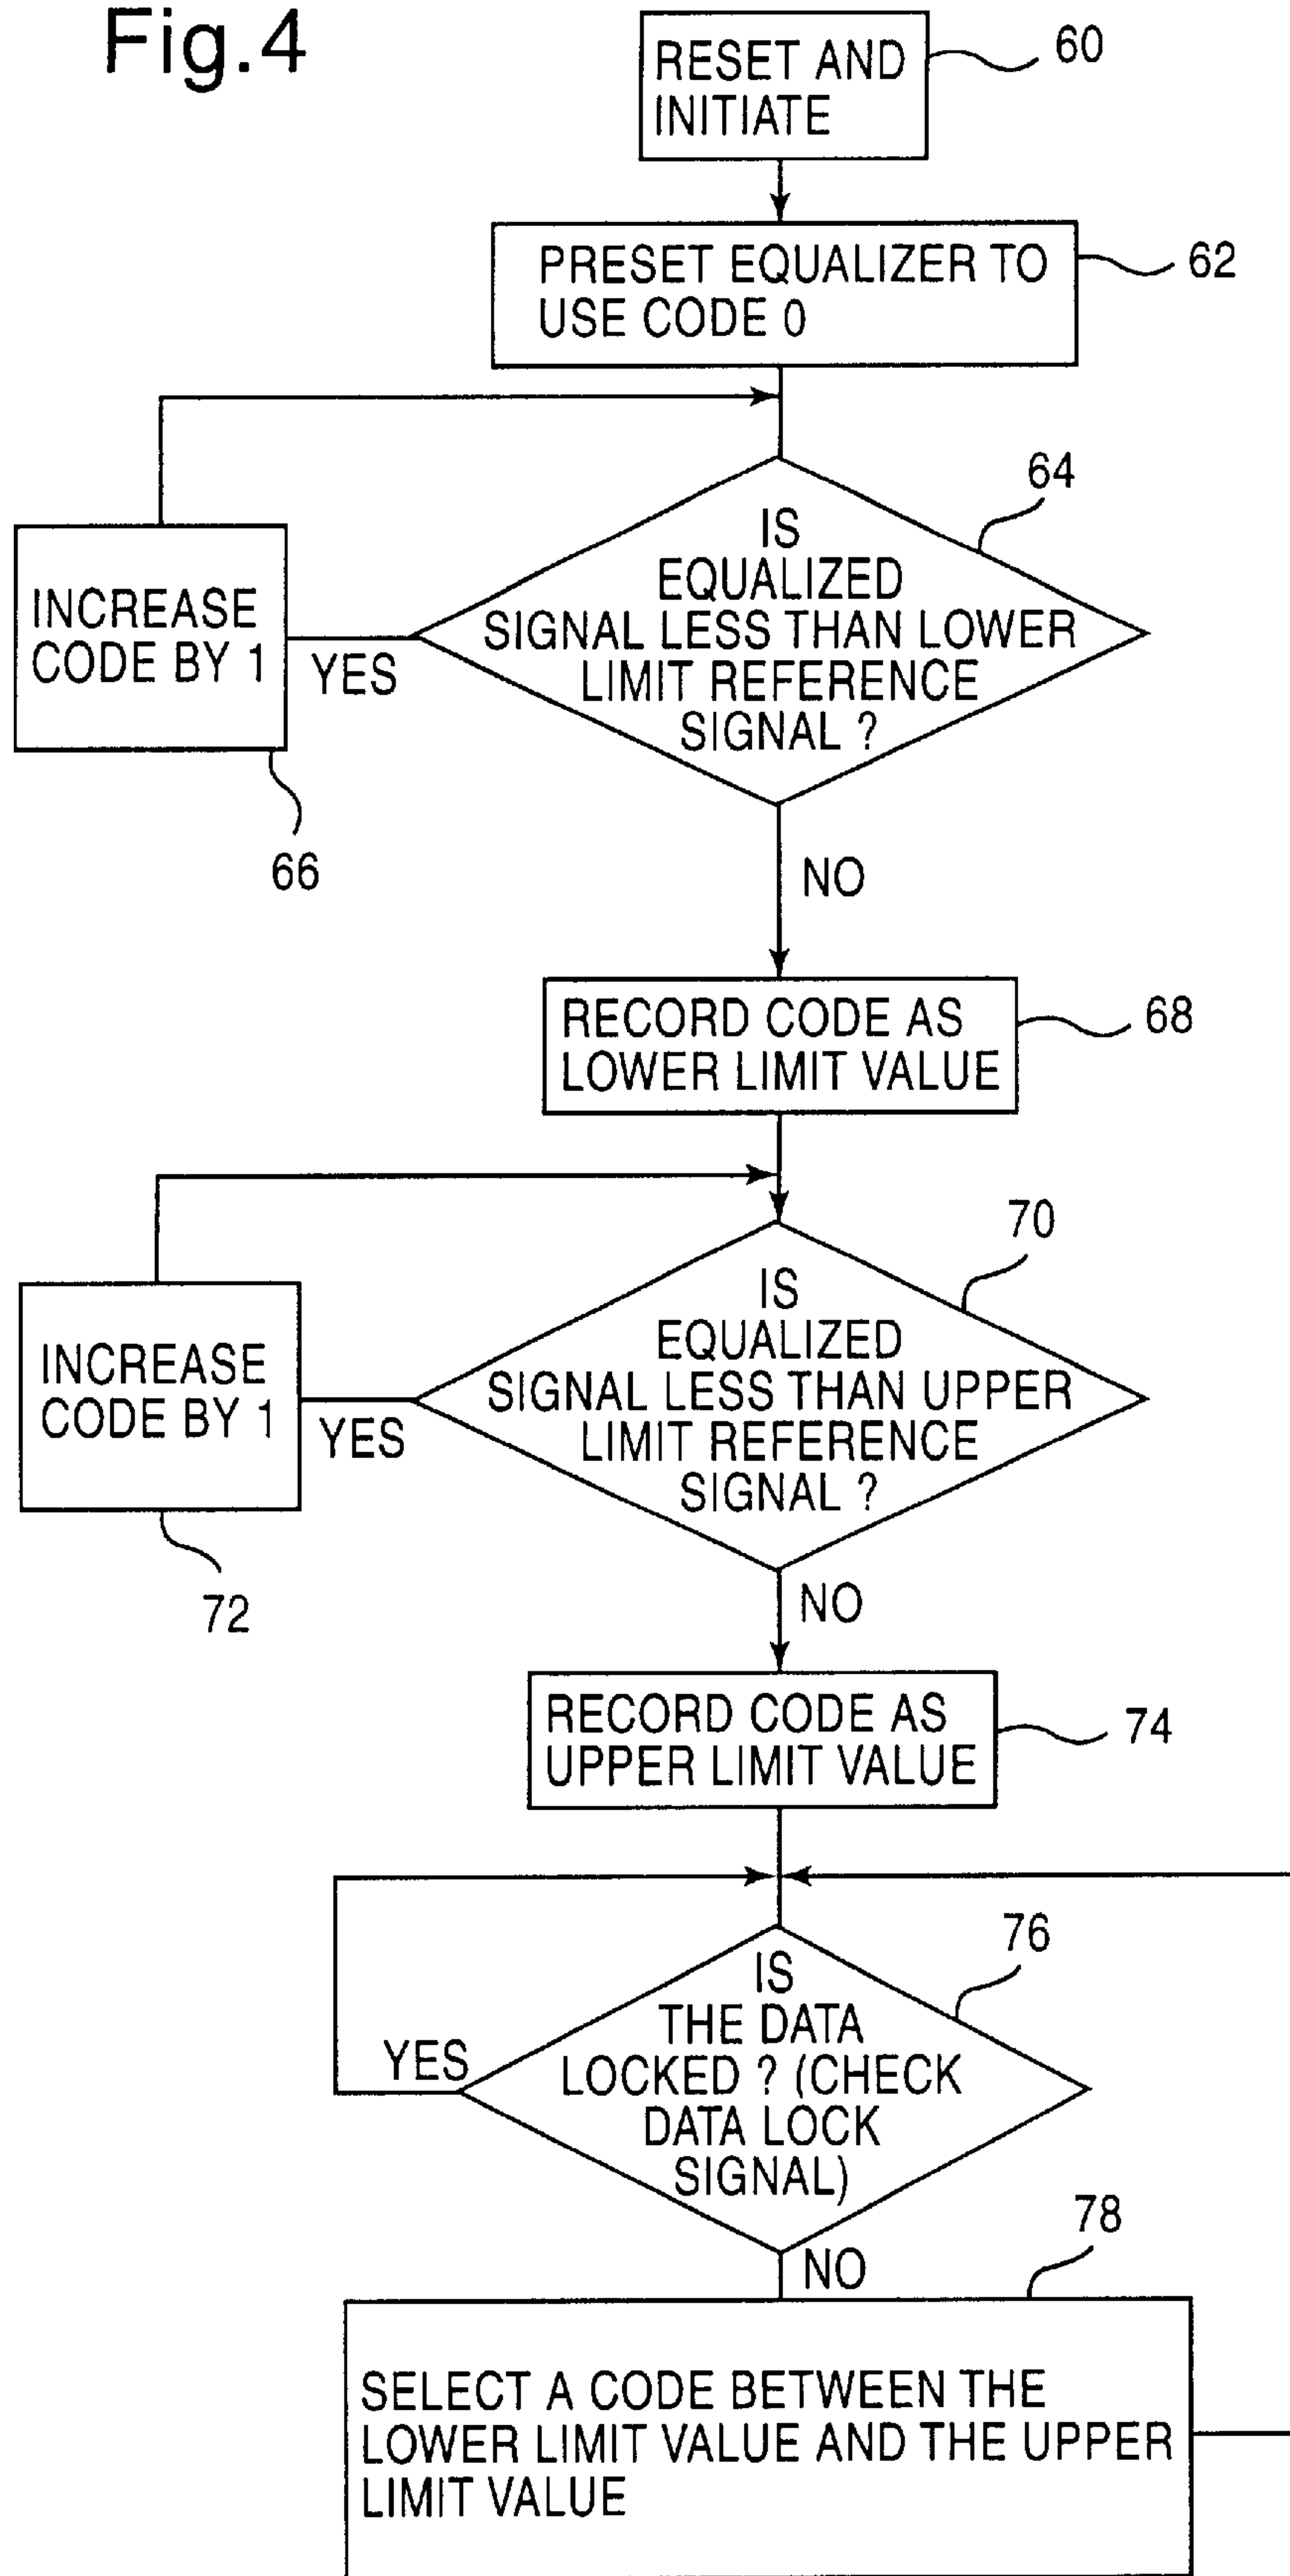 Fig.4
RESET AND
INITIATE
60
PRESET EQUALIZER TO
USE CODE 0
62
64
IS
EQUALIZED
SIGNAL LESS THAN LOWER
LIMIT REFERENCE
SIGNAL ?
INCREASE
CODE BY 1
YES
66
NO
RECORD CODE AS
LOWER LIMIT VALUE
68
70
IS
EQUALIZED
SIGNAL LESS THAN UPPER
LIMIT REFERENCE
SIGNAL ?
INCREASE
CODE BY 1
YES
72
NO
RECORD CODE AS
UPPER LIMIT VALUE
74
76
IS
THE DATA
LOCKED ? (CHECK
DATA LOCK
SIGNAL)
YES
NO
78
SELECT A CODE BETWEEN THE
LOWER LIMIT VALUE AND THE UPPER
LIMIT VALUE